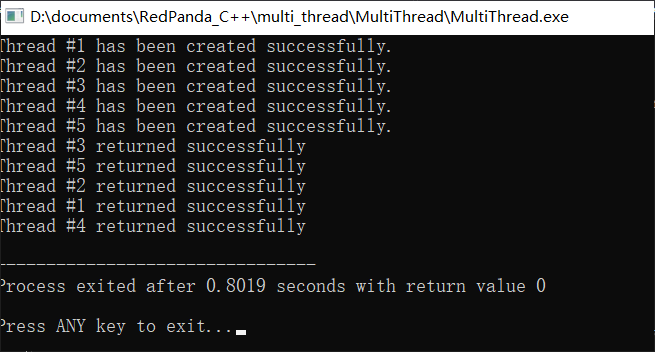 D:\documents\RedPanda_C++\multi_thread\MultiThread\MultiThread.exe
Thread #1 has been created successfully.
Thread #2 has been created successfully.
Thread #3 has been created successfully.
Thread #4 has been created successfully.
Thread #5 has been created successfully.
Thread #3 returned successfully
Thread #5 returned successfully
Thread #2 returned successfully
Thread #1 returned successfully
Thread #4 returned successfully
--------------------------------
Process exited after 0.8019 seconds with return value 0
Press ANY key to exit...